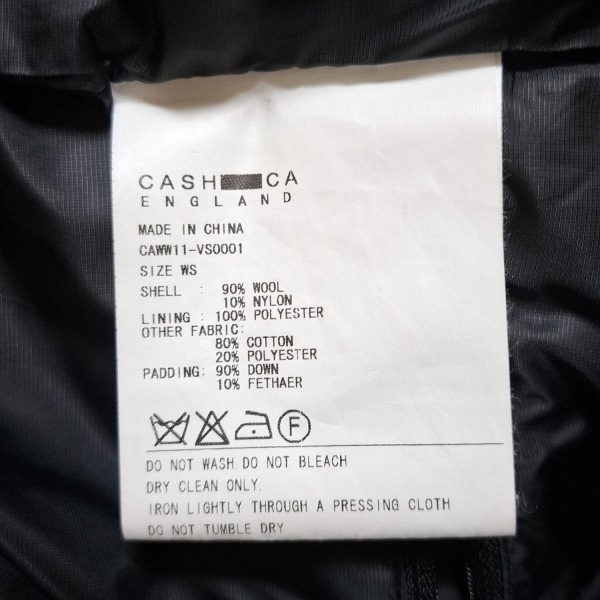 CASH CA
ENGLAND
MADE IN CHINA
CAWW11-VS0001
SIZE WS
SHELL : 90% WOOL
10% NYLON
LINING : 100% POLYESTER
OTHER FABRIC:
80% COTTON
20% POLYESTER
PADDING: 90% DOWN
10% FETHAER
F
DO NOT WASH.DO NOT BLEACH
DRY CLEAN ONLY.
IRON LIGHTLY THROUGH A PRESSING CLOTH
DO NOT TUMBLE DRY